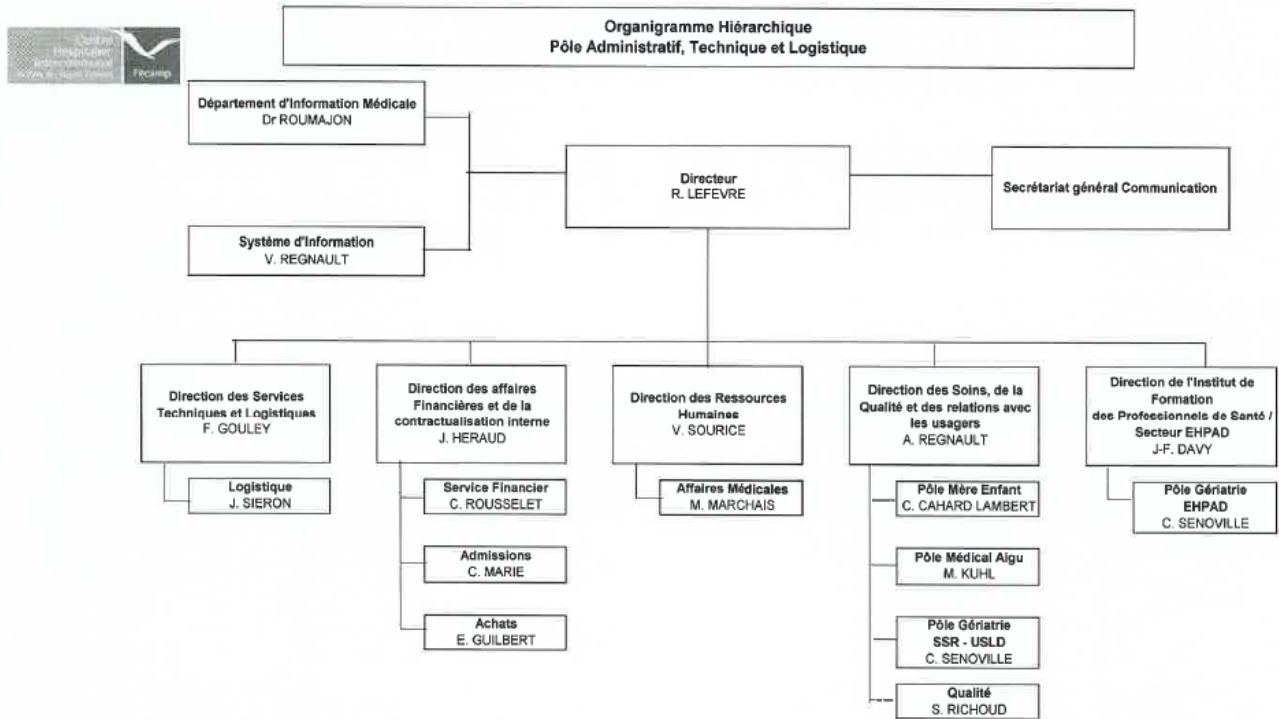 Organigramme Hiérarchique
Pôle Administratif, Technique et Logistique
Centre
Hospitalier
Intercommunal
Fécamp
Département d'Information Médicale
Dr ROUMAJON
Directeur
R. LEFEVRE
Secrétariat général Communication
Système d'Information
V. REGNAULT
Direction des Services
Techniques et Logistiques
F. GOULEY
Direction des affaires
Financières et de la
contractualisation interne
J. HERAUD
Direction des Ressources
Humaines
V. SOURICE
Direction des Soins, de la
Qualité et des relations avec
les usagers
A. REGNAULT
Direction de l'Institut de
Formation
des Professionnels de Santé /
Secteur EHPAD
J-F. DAVY
Logistique
J. SIERON
Service Financier
C. ROUSSELET
Admissions
C. MARIE
Achats
E. GUILBERT
Affaires Médicales
M. MARCHAIS
Pôle Mère Enfant
C. CAHARD LAMBERT
Pôle Médical Aigu
M. KUHL
Pôle Gériatrie
SSR - USLD
C. SENOVILLE
Qualité
S. RICHOUD
Pôle Gériatrie
EHPAD
C. SENOVILLE